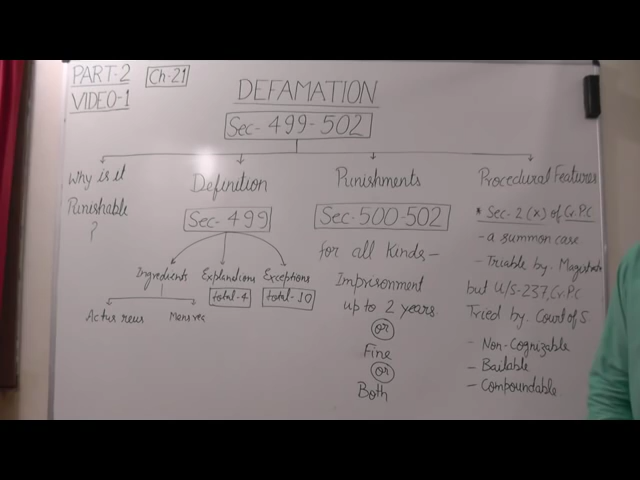 PART-2
VIDEO-1
Ch-21
DEFAMATION
Sec-499-502
Why is it
Punishable
?
Definition
Sec-499
Ingredients
Actus reus
Mens rea
Explanations
total-4
Exceptions
total-10
Punishments
Sec-500-502
for all Kinds-
Imprisonment
up to 2 years.
or
Fine
or
Both
Procedural Features
* Sec-2(x) of Cr.P.C
- a summon case
- Triable by Magistrate
but U/S-237, Cr.P.C
Tried by Court of S
- Non-Cognizable
- Bailable
- Compoundable